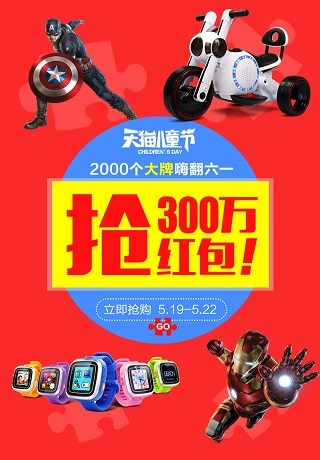 天猫儿童节
CHILDREN'S DAY
2000个大牌嗨翻六一
抢300万红包!
立即抢购 5.19-5.22
GO